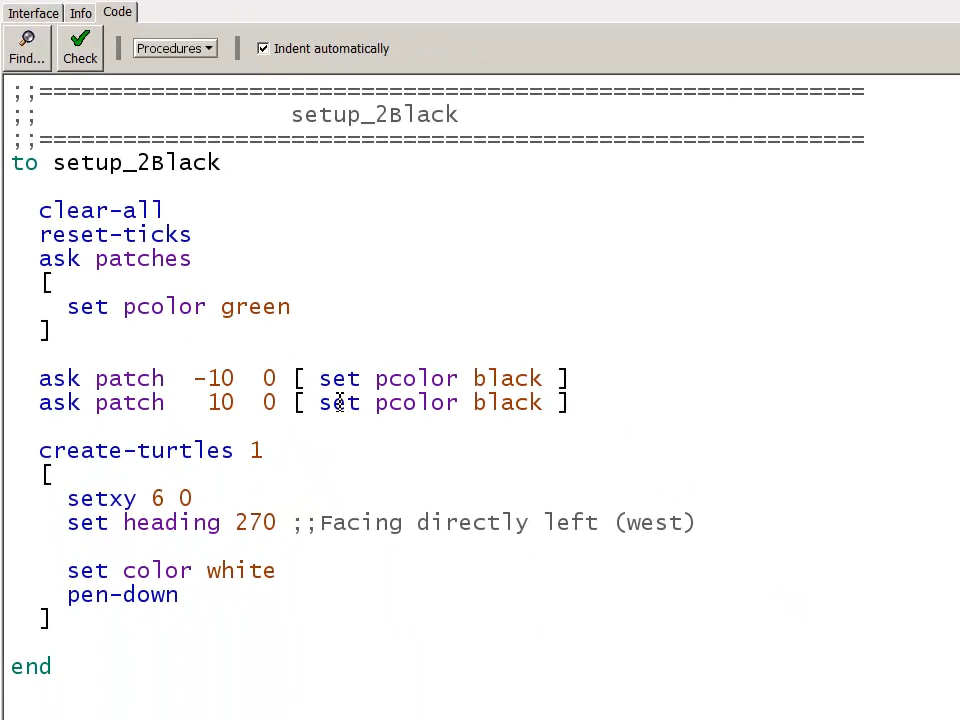 Interface Info Code
Find... Check Procedures Indent automatically
;;===========================================================
;; setup_2Black
;;===========================================================
to setup_2Black
clear-all
reset-ticks
ask patches
[
set pcolor green
]
ask patch -10 0 [ set pcolor black ]
ask patch 10 0 [ set pcolor black ]
create-turtles 1
[
setxy 6 0
set heading 270 ;;Facing directly left (west)
set color white
pen-down
]
end